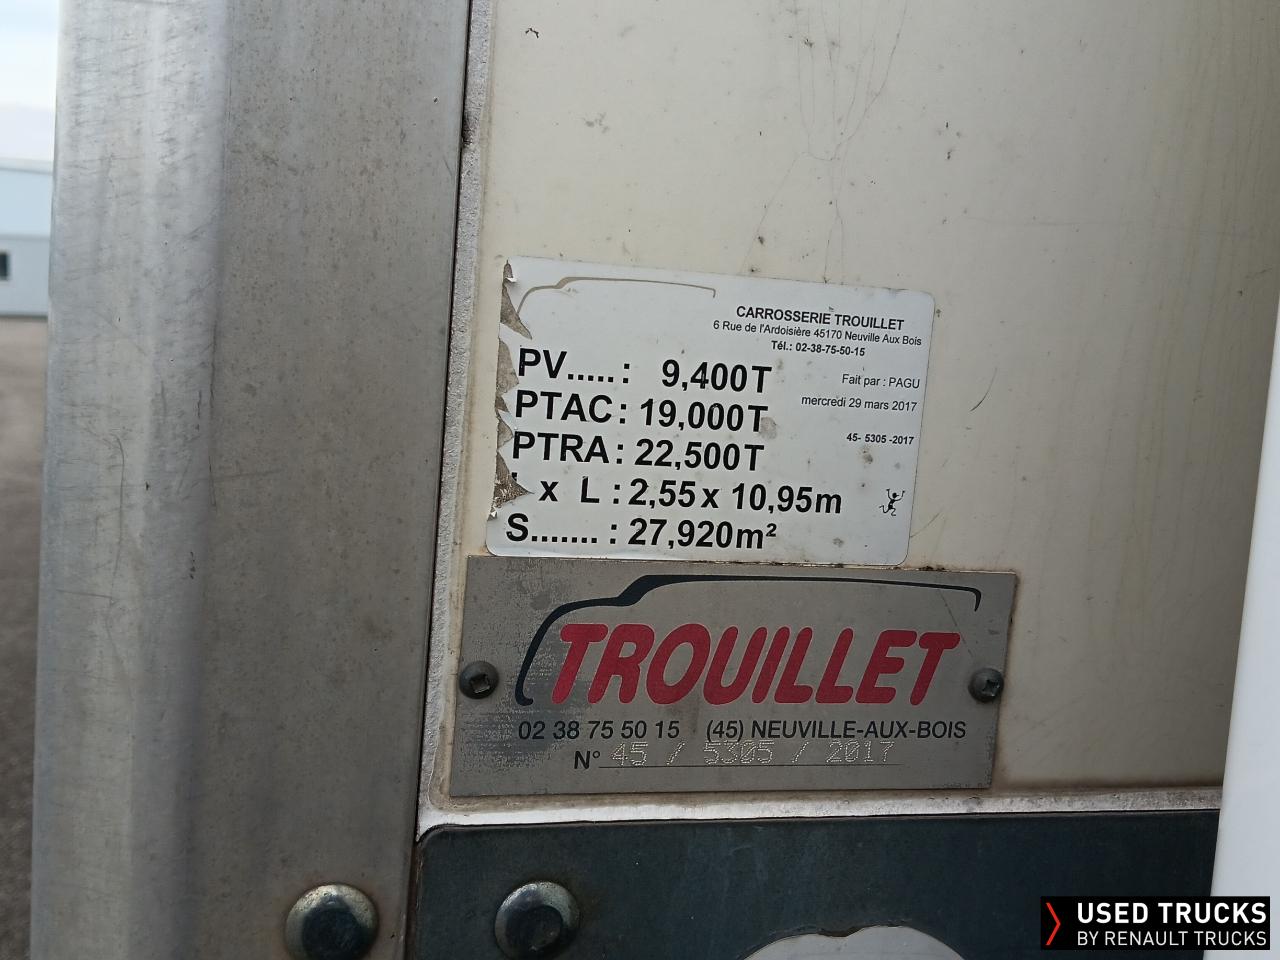 CARROSSERIE TROUILLET
6 Rue de l'Ardoisière 45170 Neuville Aux Bois
Tél.: 02-38-75-50-15
PV.....: 9,400T
Fait par : PAGU
PTAC: 19,000T
mercredi 29 mars 2017
PTRA: 22,500T
45- 5305 -2017
x L : 2,55 x 10,95m
S....... : 27,920m²
TROUILLET
02 38 75 50 15 (45) NEUVILLE-AUX-BOIS
N° 45 / 5305 / 2017
USED TRUCKS
BY RENAULT TRUCKS